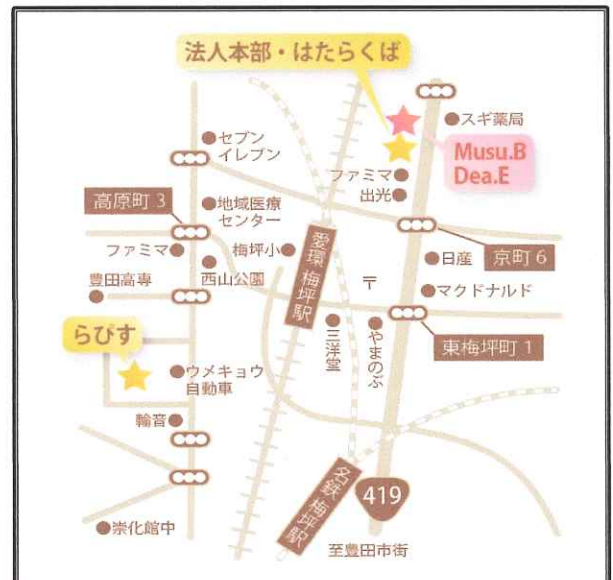 法人本部・はたらくば
スギ薬局
セブン
イレブン
Musu.B
Dea.E
ファミマ
出光
高原町 3
地域医療
センター
ファミマ
梅坪小
西山公園
愛環 梅坪駅
日産
京町 6
豊田高専
〒
マクドナルド
らぴす
三洋堂
やまのぶ
東梅坪町 1
ウメキョウ
自動車
輪音
名鉄 梅坪駅
419
崇化館中
至豊田市街